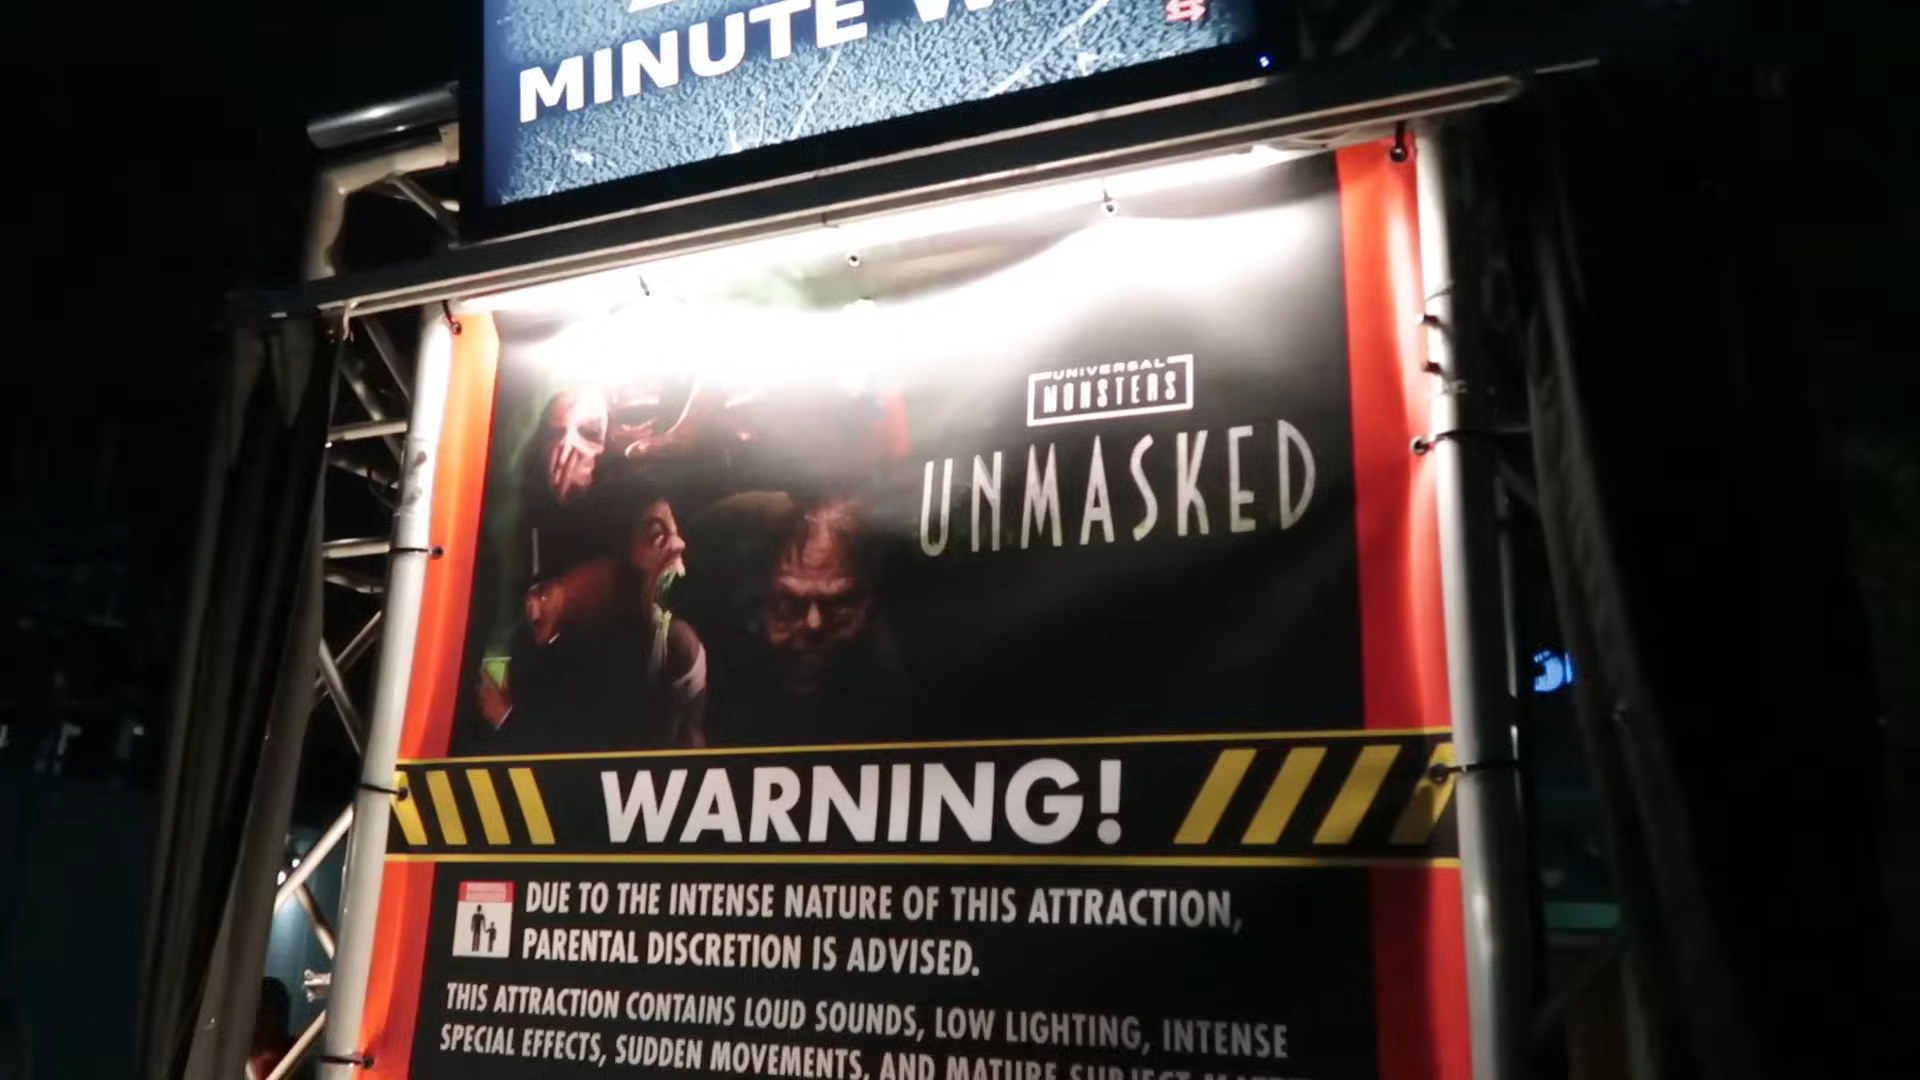 MINUTE
UNIVERSAL
MONSTERS
UNMASKED
WARNING!
DUE TO THE INTENSE NATURE OF THIS ATTRACTION,
PARENTAL DISCRETION IS ADVISED.
THIS ATTRACTION CONTAINS LOUD SOUNDS, LOW LIGHTING, INTENSE
SPECIAL EFFECTS, SUDDEN MOVEMENTS, AND MATURE SUBJECT